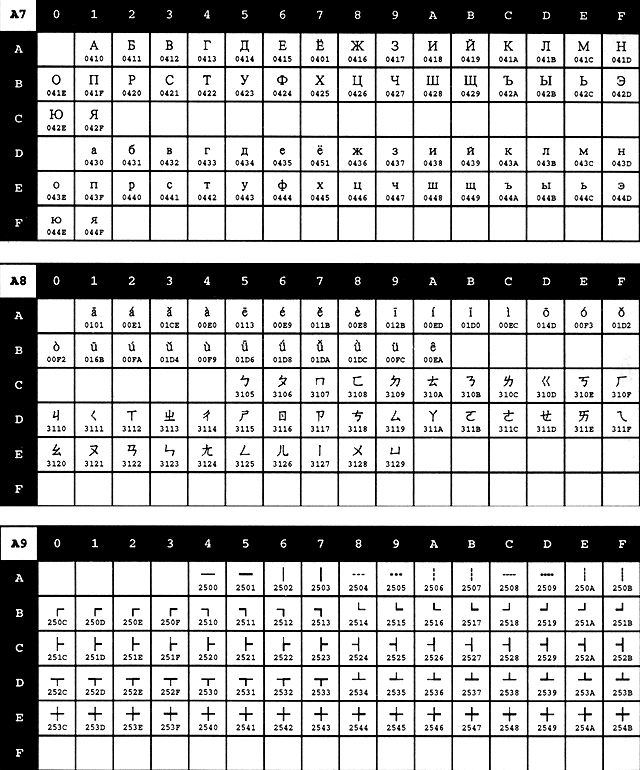 A7 0 1 2 3 4 5 6 7 8 9 A B C D E F
A А Б В Г Д Е Ё Ж З И Й К Л М Н
0410 0411 0412 0413 0414 0415 0401 0416 0417 0418 0419 041A 041B 041C 041D
B О П Р С Т У Ф Х Ц Ч Ш Щ Ъ Ы Ь Э
041E 041F 0420 0421 0422 0423 0424 0425 0426 0427 0428 0429 042A 042B 042C 042D
C Ю Я
042E 042F
D а б в г д е ё ж з и й к л м н
0430 0431 0432 0433 0434 0435 0451 0436 0437 0438 0439 043A 043B 043C 043D
E о п р с т у ф х ц ч ш щ ъ ы ь э
043E 043F 0440 0441 0442 0443 0444 0445 0446 0447 0448 0449 044A 044B 044C 044D
F ю я
044E 044F
A8 0 1 2 3 4 5 6 7 8 9 A B C D E F
A ā á ǎ à ē é ě è ī í ǐ ì ō ó ǒ
0101 00E1 01CE 00E0 0113 00E9 011B 00E8 012B 00ED 01D0 00EC 014D 00F3 01D2
B ò ū ú ǔ ù ǖ ǘ ǚ ǜ ü ê
00F2 016B 00FA 01D4 00F9 01D6 01D8 01DA 01DC 00FC 00EA
C ㄅ ㄆ ㄇ ㄈ ㄉ ㄊ ㄋ ㄌ ㄍ ㄎ ㄏ
3105 3106 3107 3108 3109 310A 310B 310C 310D 310E 310F
D ㄐ ㄑ ㄒ ㄓ ㄔ ㄕ ㄖ ㄗ ㄘ ㄙ ㄚ ㄛ ㄜ ㄝ ㄞ ㄟ
3110 3111 3112 3113 3114 3115 3116 3117 3118 3119 311A 311B 311C 311D 311E 311F
E ㄠ ㄡ ㄢ ㄣ ㄤ ㄥ ㄦ ㄧ ㄨ ㄩ
3120 3121 3122 3123 3124 3125 3126 3127 3128 3129
F
A9 0 1 2 3 4 5 6 7 8 9 A B C D E F
A ─ ━ │ ┃ ┄ ┅ ┆ ┇ ┈ ┉ ┊ ┋
2500 2501 2502 2503 2504 2505 2506 2507 2508 2509 250A 250B
B ┌ ┍ ┎ ┏ ┐ ┑ ┒ ┓ └ ┕ ┖ ┗ ┘ ┙ ┚ ┛
250C 250D 250E 250F 2510 2511 2512 2513 2514 2515 2516 2517 2518 2519 251A 251B
C ├ ┝ ┞ ┟ ┠ ┡ ┢ ┣ ┤ ┥ ┦ ┧ ┨ ┩ ┪ ┫
251C 251D 251E 251F 2520 2521 2522 2523 2524 2525 2526 2527 2528 2529 252A 252B
D ┬ ┭ ┮ ┯ ┰ ┱ ┲ ┳ ┴ ┵ ┶ ┷ ┸ ┹ ┺ ┻
252C 252D 252E 252F 2530 2531 2532 2533 2534 2535 2536 2537 2538 2539 253A 253B
E ┼ ┽ ┾ ┿ ╀ ╁ ╂ ╃ ╄ ╅ ╆ ╇ ╈ ╉ ╊ ╋
253C 253D 253E 253F 2540 2541 2542 2543 2544 2545 2546 2547 2548 2549 254A 254B
F